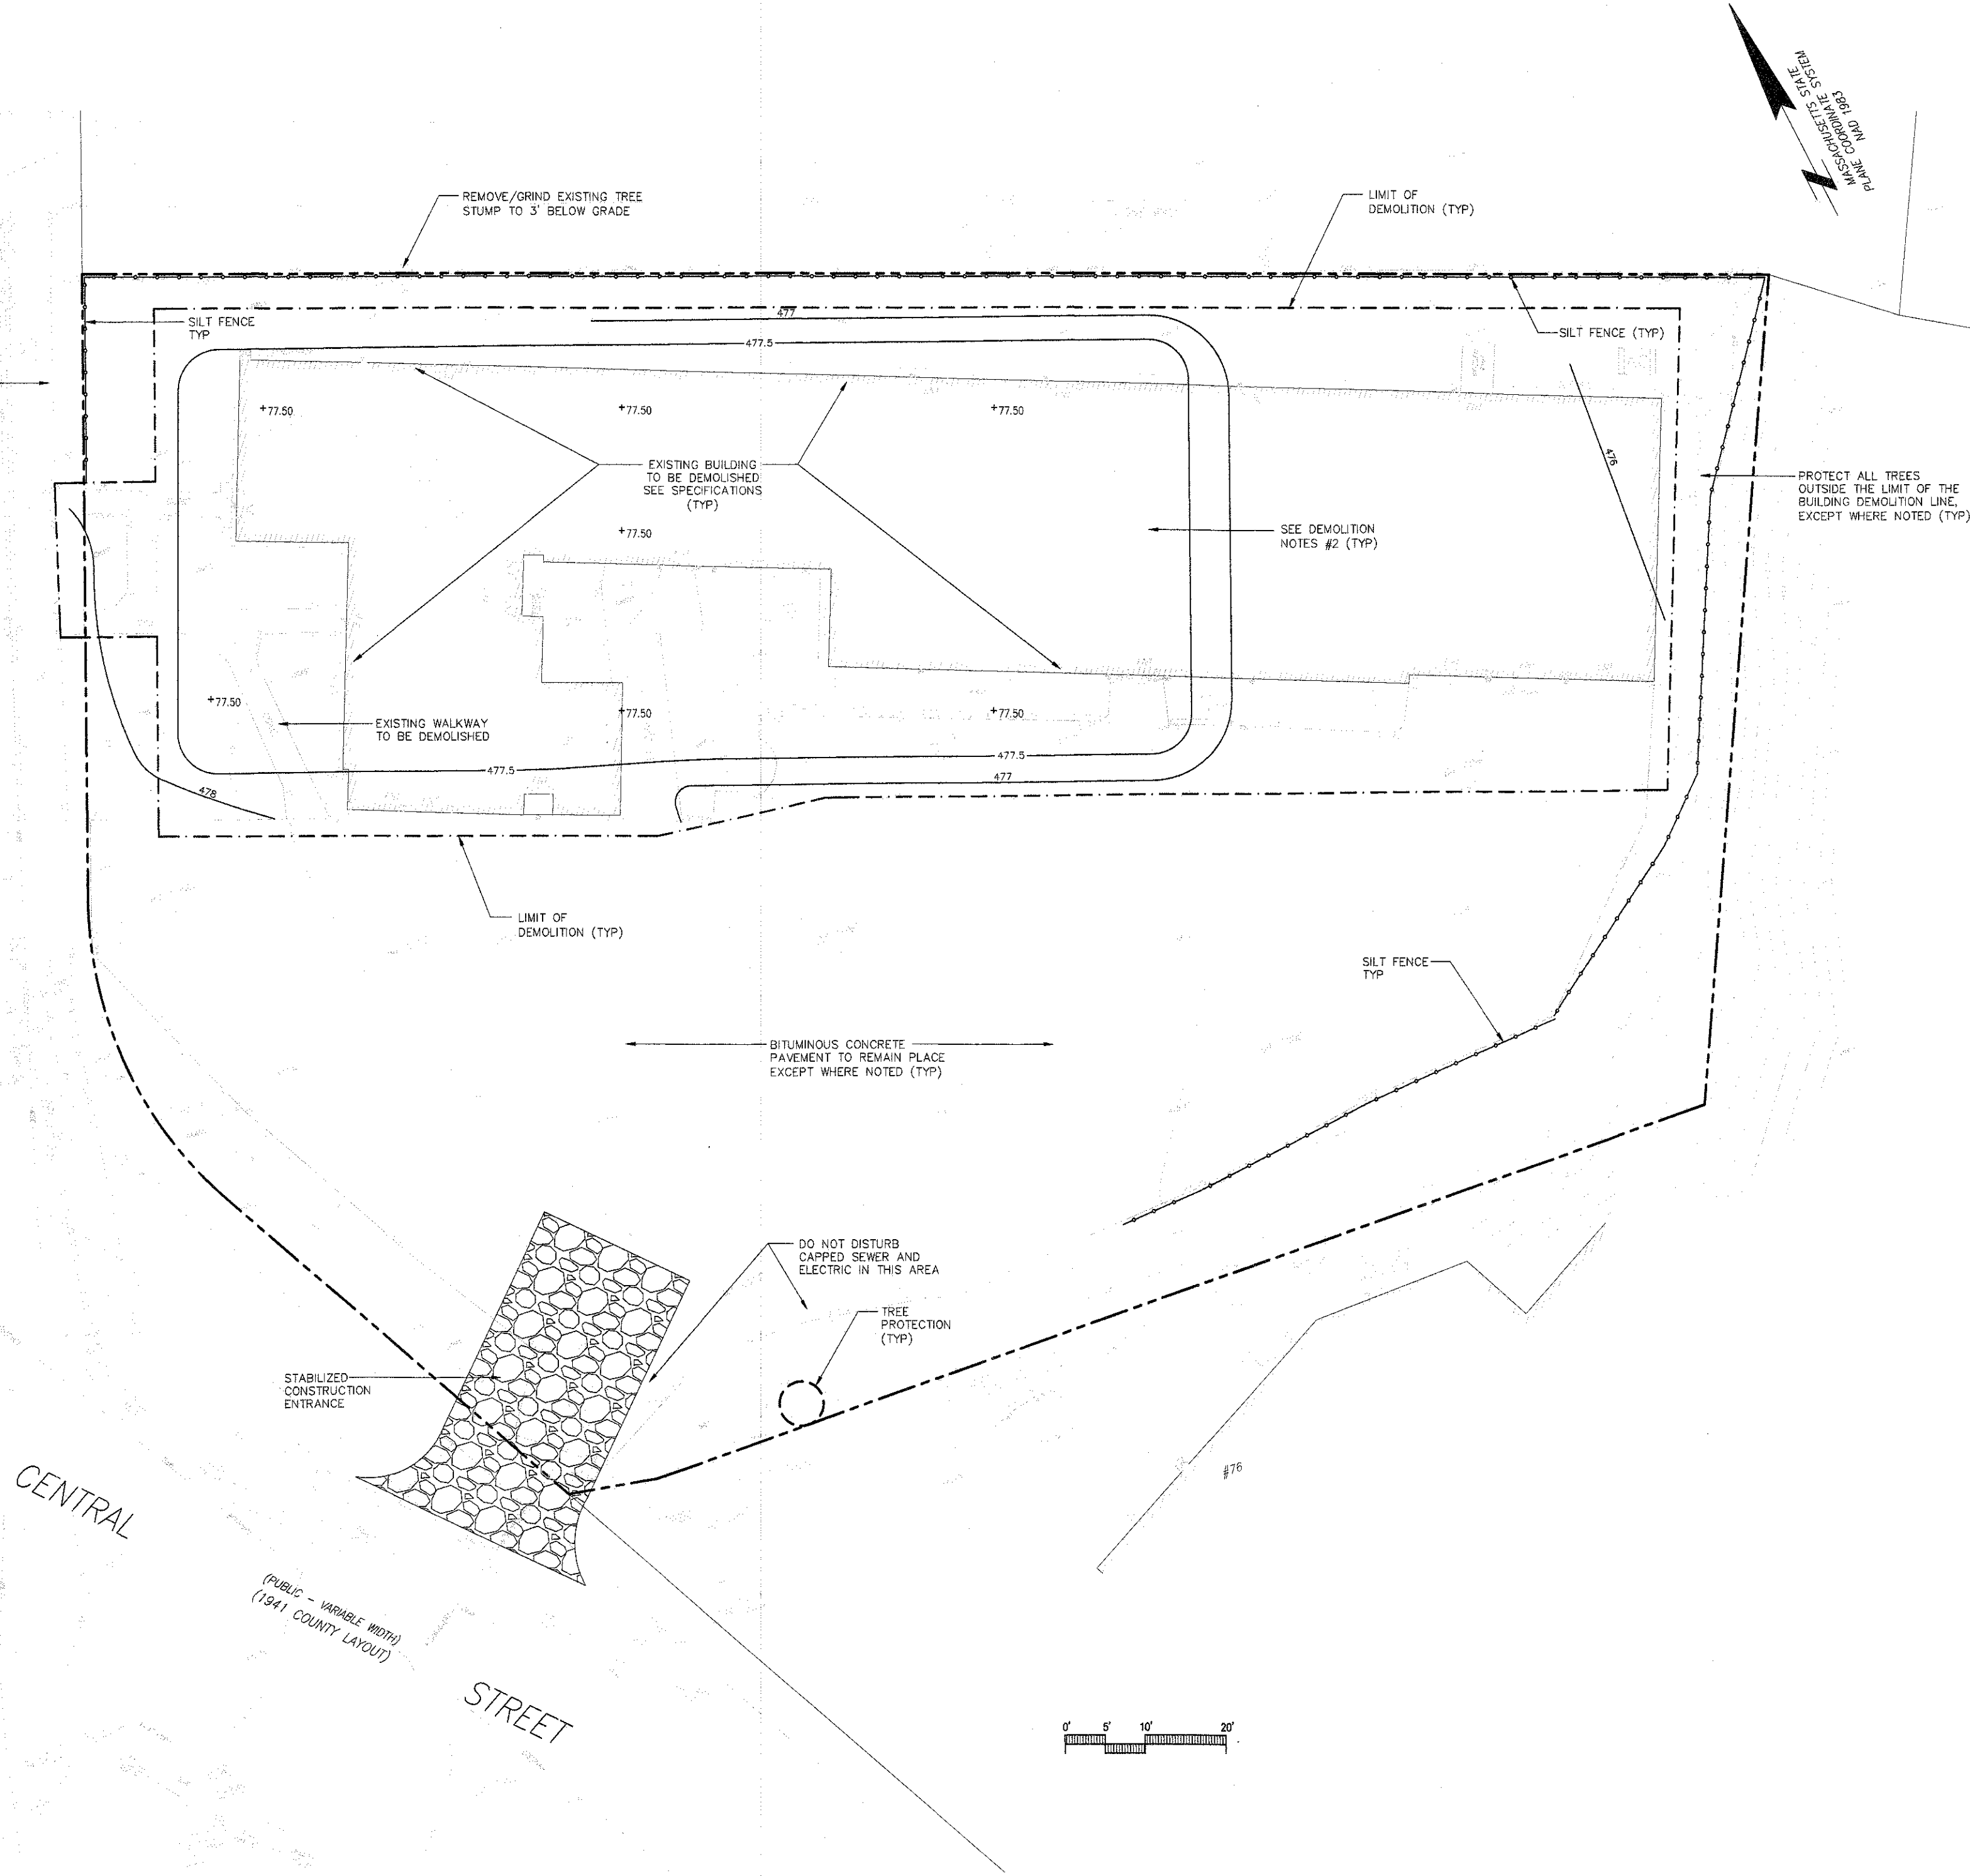 MASSACHUSETTS STATE
PLANE COORDINATE SYSTEM
NAD 1983
REMOVE/GRIND EXISTING TREE
STUMP TO 3' BELOW GRADE
LIMIT OF
DEMOLITION (TYP)
SILT FENCE
TYP
477
SILT FENCE (TYP)
477.5
+77.50
+77.50
+77.50
476
EXISTING BUILDING
TO BE DEMOLISHED
SEE SPECIFICATIONS
(TYP)
PROTECT ALL TREES
OUTSIDE THE LIMIT OF THE
BUILDING DEMOLITION LINE,
EXCEPT WHERE NOTED (TYP)
+77.50
SEE DEMOLITION
NOTES #2 (TYP)
+77.50
+77.50
+77.50
EXISTING WALKWAY
TO BE DEMOLISHED
477.5
477.5
477
478
LIMIT OF
DEMOLITION (TYP)
SILT FENCE
TYP
BITUMINOUS CONCRETE
PAVEMENT TO REMAIN PLACE
EXCEPT WHERE NOTED (TYP)
DO NOT DISTURB
CAPPED SEWER AND
ELECTRIC IN THIS AREA
TREE
PROTECTION
(TYP)
STABILIZED
CONSTRUCTION
ENTRANCE
#76
CENTRAL
(PUBLIC - VARIABLE WIDTH)
(1941 COUNTY LAYOUT)
STREET
0' 5' 10' 20'